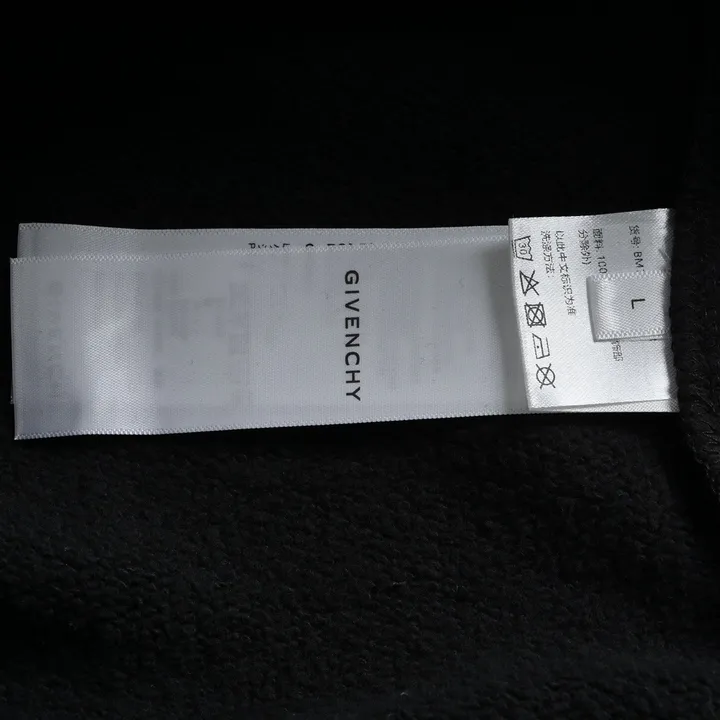 GIVENCHY
货号: BM
面料: 100
分除外)
以此中文标识为准
洗涤方法:
30
L